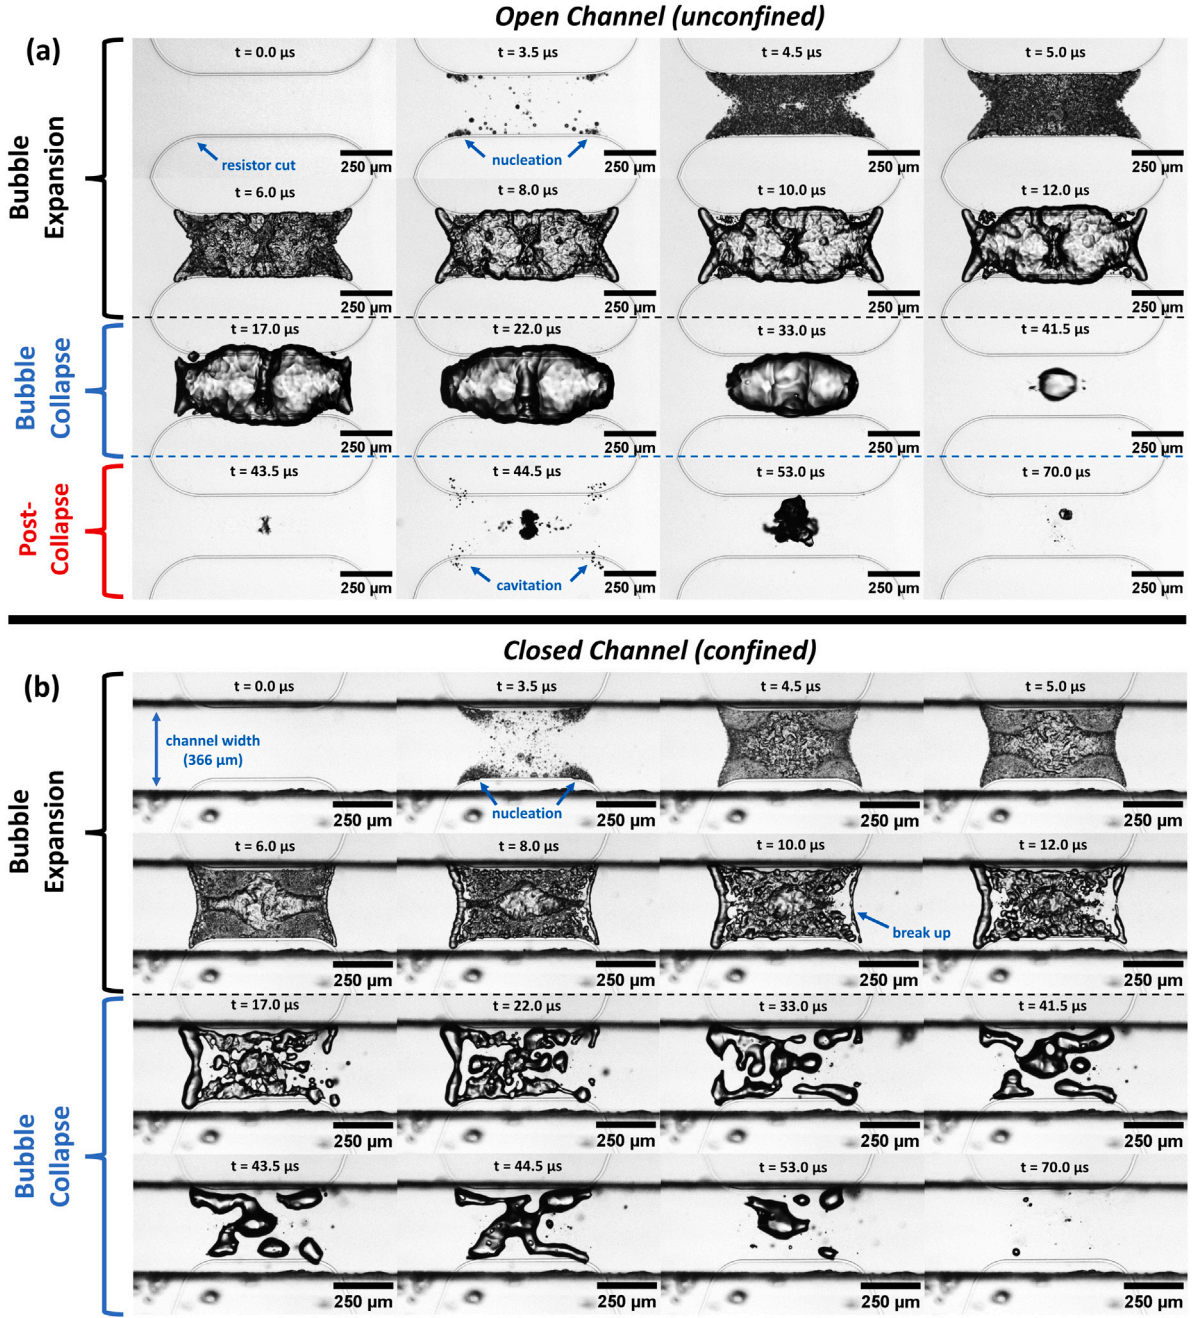 Open Channel (unconfined)
(a)
Bubble
Expansion
t = 0.0 µs
t = 3.5 µs
t = 4.5 µs
t = 5.0 µs
resistor cut
nucleation
250 µm
250 µm
250 µm
250 µm
t = 6.0 µs
t = 8.0 µs
t = 10.0 µs
t = 12.0 µs
250 µm
250 µm
250 µm
250 µm
Bubble
Collapse
t = 17.0 µs
t = 22.0 µs
t = 33.0 µs
t = 41.5 µs
250 µm
250 µm
250 µm
250 µm
Post-
Collapse
t = 43.5 µs
t = 44.5 µs
t = 53.0 µs
t = 70.0 µs
cavitation
250 µm
250 µm
250 µm
250 µm
Closed Channel (confined)
(b)
Bubble
Expansion
t = 0.0 µs
t = 3.5 µs
t = 4.5 µs
t = 5.0 µs
channel width
(366 µm)
nucleation
250 µm
250 µm
250 µm
250 µm
t = 6.0 µs
t = 8.0 µs
t = 10.0 µs
t = 12.0 µs
break up
250 µm
250 µm
250 µm
250 µm
Bubble
Collapse
t = 17.0 µs
t = 22.0 µs
t = 33.0 µs
t = 41.5 µs
250 µm
250 µm
250 µm
250 µm
t = 43.5 µs
t = 44.5 µs
t = 53.0 µs
t = 70.0 µs
250 µm
250 µm
250 µm
250 µm